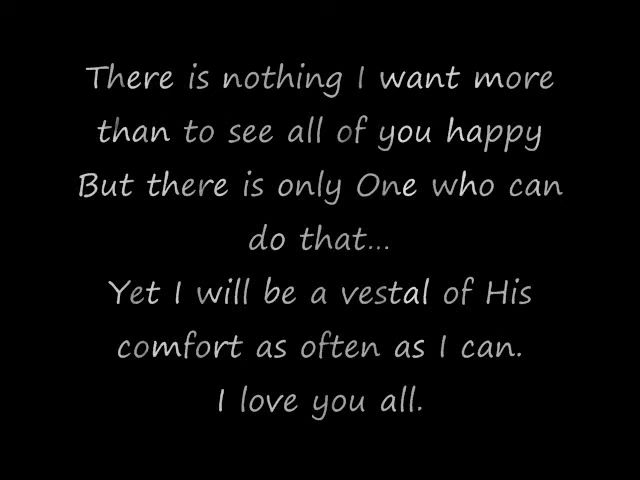 There is nothing I want more
than to see all of you happy
But there is only One who can
do that...
Yet I will be a vestal of His
comfort as often as I can.
I love you all.